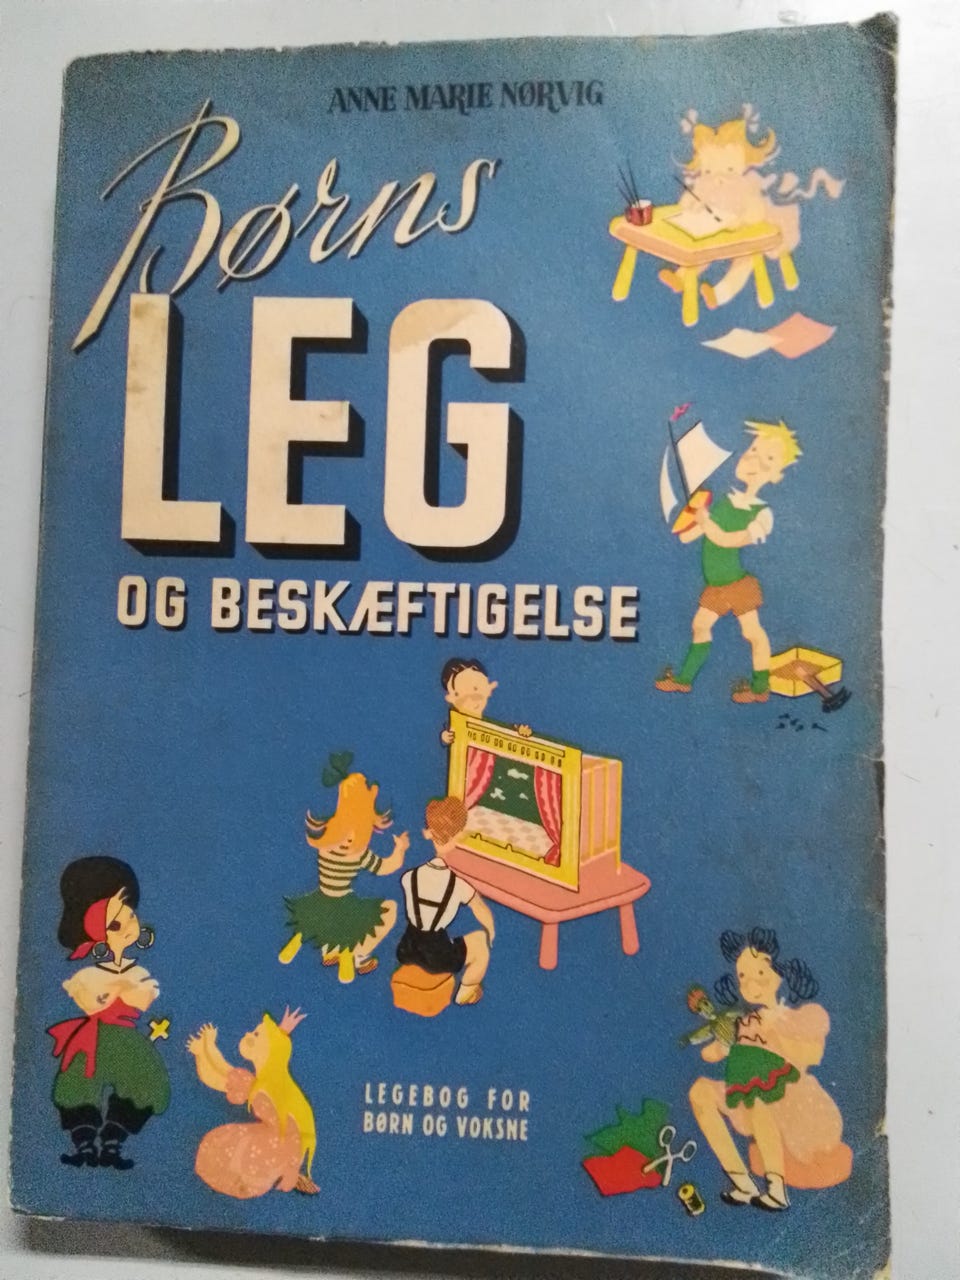 ANNE MARIE NØRVIG
Børns
LEG
OG BESKÆFTIGELSE
LEGEBOG FOR
BØRN OG VOKSNE